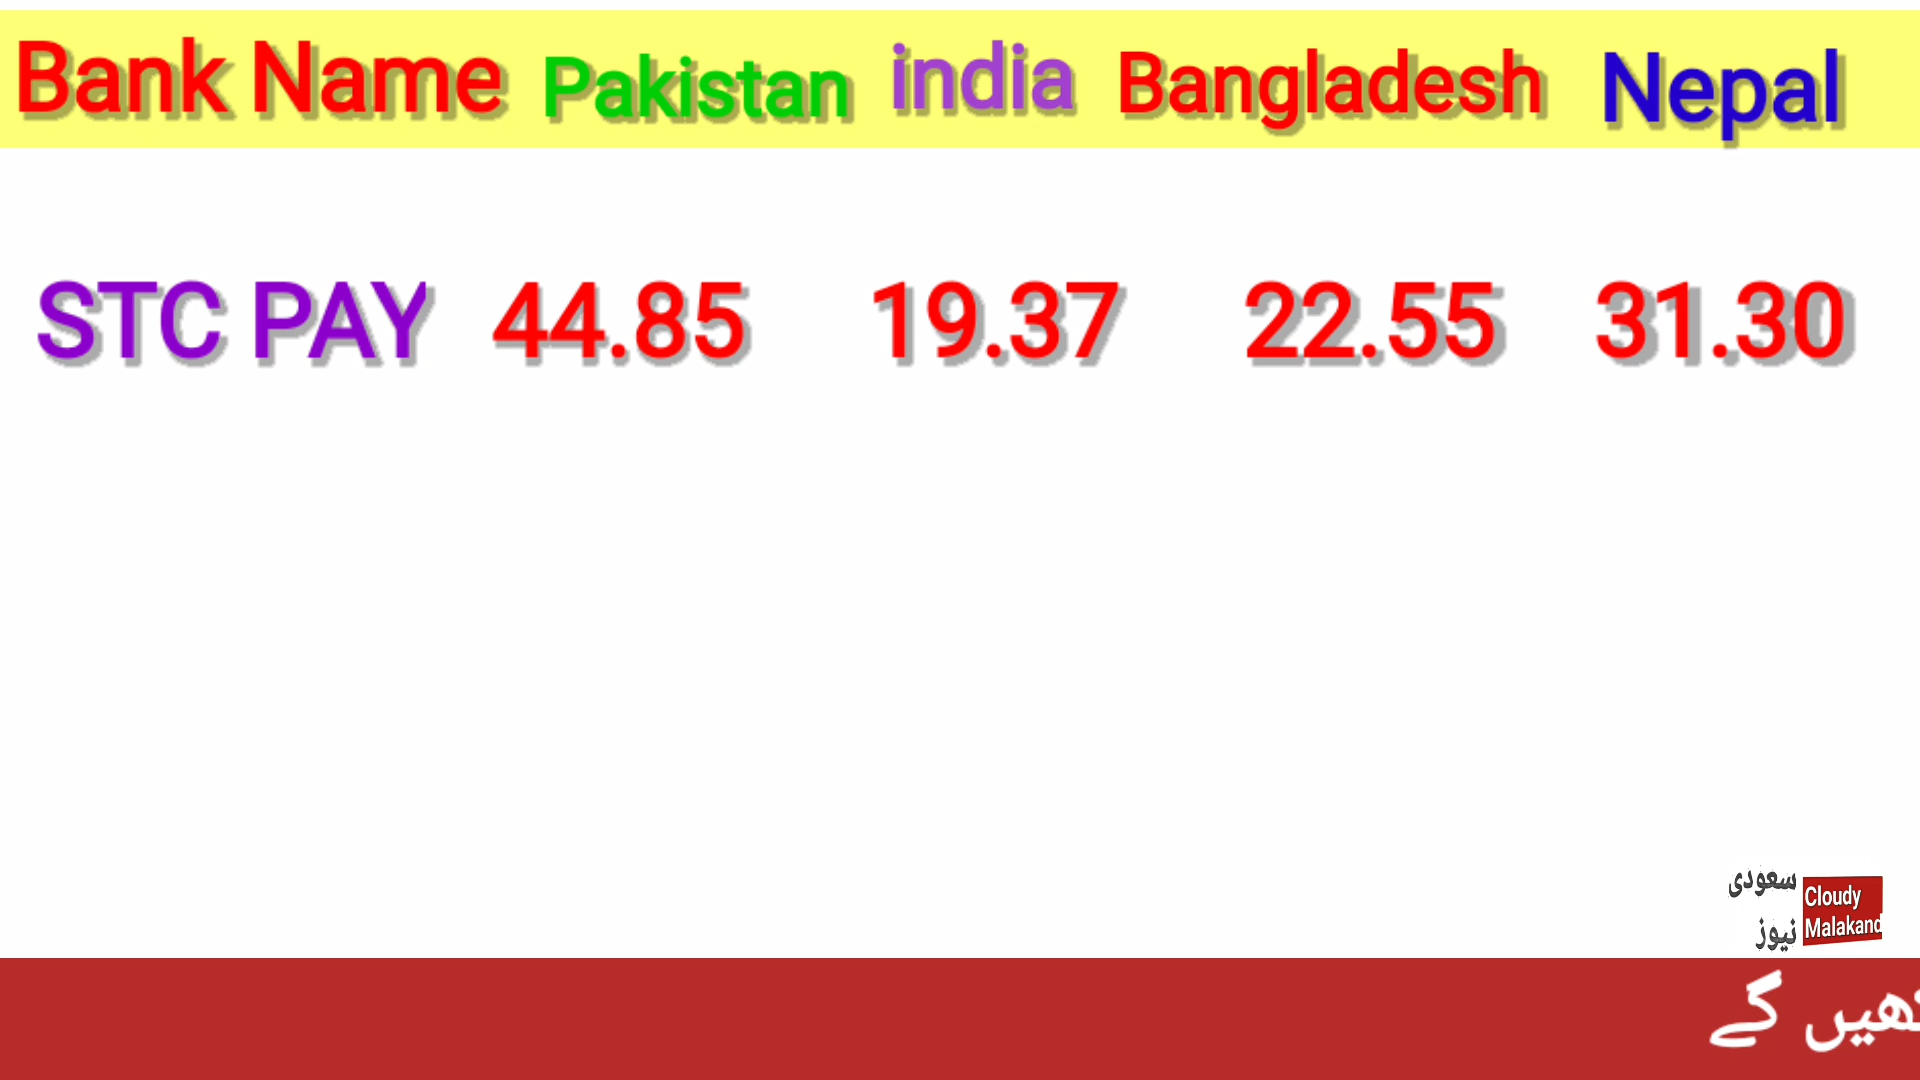 Bank Name Pakistan india Bangladesh Nepal
STC PAY 44.85 19.37 22.55 31.30
سعودی
نیوز
Cloudy
Malakand
گے